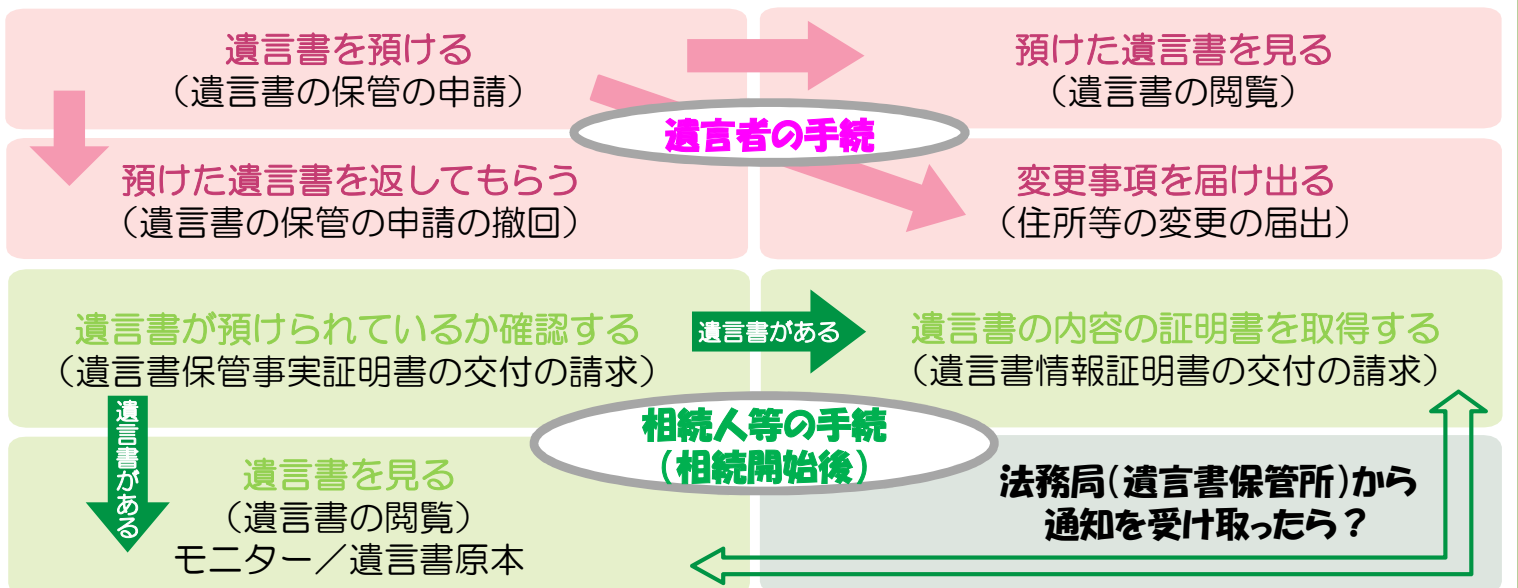 遺言書を預ける
（遺言書の保管の申請）
預けた遺言書を見る
（遺言書の閲覧）
遺言者の手続
預けた遺言書を返してもらう
（遺言書の保管の申請の撤回）
変更事項を届け出る
（住所等の変更の届出）
遺言書が預けられているか確認する
（遺言書保管事実証明書の交付の請求）
遺言書がある
遺言書の内容の証明書を取得する
（遺言書情報証明書の交付の請求）
相続人等の手続
（相続開始後）
遺言書がある
遺言書を見る
（遺言書の閲覧）
モニター／遺言書原本
法務局（遺言書保管所）から
通知を受け取ったら？